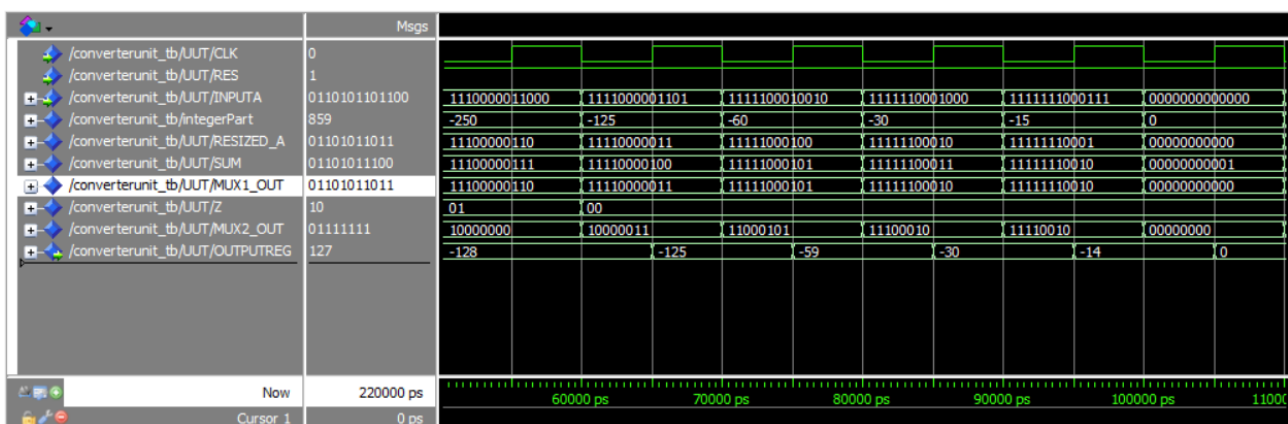 Msgs
/converterunit_tb/UUT/CLK 0
/converterunit_tb/UUT/RES 1
/converterunit_tb/UUT/INPUTA 0110101101100 1110000011000 1111000001101 1111100010010 1111110001000 1111111000111 0000000000000
/converterunit_tb/integerPart 859 -250 -125 -60 -30 -15 0
/converterunit_tb/UUT/RESIZED_A 01101011011 11100000110 11110000011 11111000100 11111100010 11111110001 00000000000
/converterunit_tb/UUT/SUM 01101011100 11100000111 11110000100 11111000101 11111100011 11111110010 00000000001
/converterunit_tb/UUT/MUX1_OUT 01101011011 11100000110 11110000011 11111000101 11111100010 11111110010 00000000000
/converterunit_tb/UUT/Z 10 01 00
/converterunit_tb/UUT/MUX2_OUT 01111111 10000000 10000011 11000101 11100010 11110010 00000000
/converterunit_tb/UUT/OUTPUTREG 127 -128 -125 -59 -30 -14 0
Now 220000 ps 60000 ps 70000 ps 80000 ps 90000 ps 100000 ps 11000
Cursor 1 0 ps